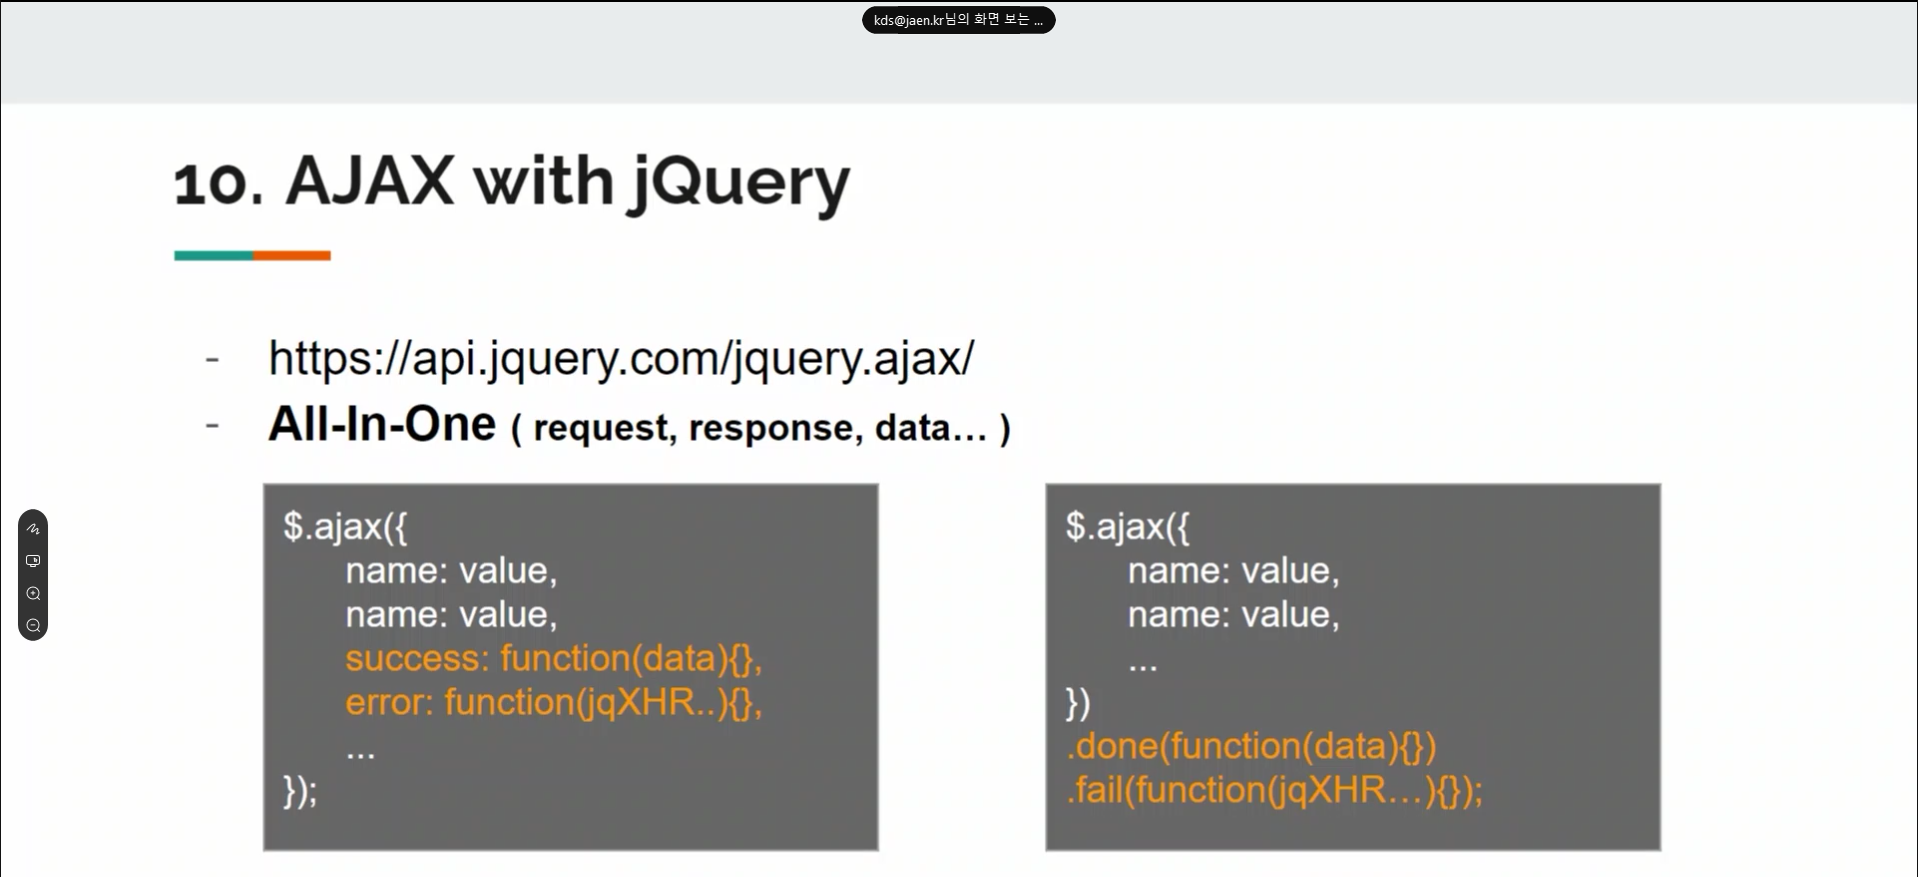 kds@jaen.kr님의 화면 보는 ...
10. AJAX with jQuery
- https://api.jquery.com/jquery.ajax/
- All-In-One ( request, response, data… )
$.ajax({
name: value,
name: value,
success: function(data){},
error: function(jqXHR..){},
...
});
$.ajax({
name: value,
name: value,
...
})
.done(function(data){})
.fail(function(jqXHR…){});